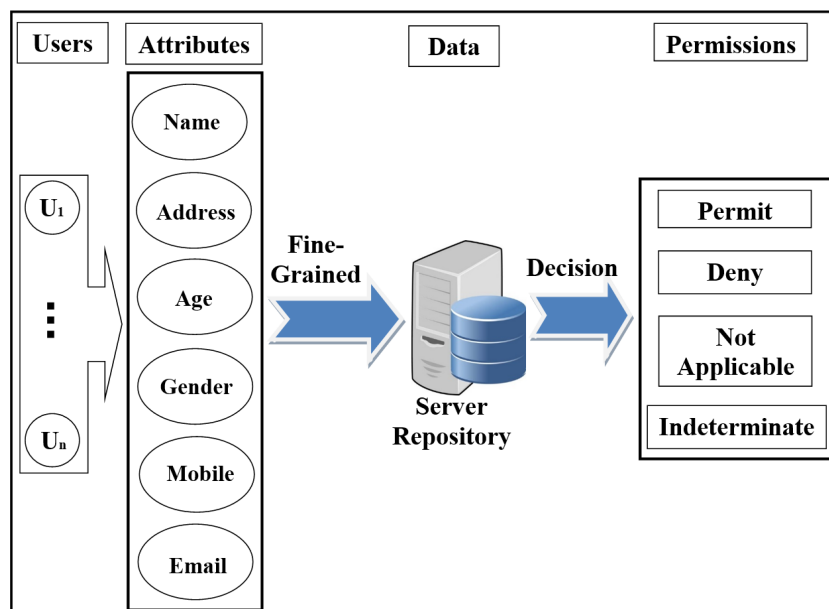 Users
Attributes
Data
Permissions
U1
...
Un
Name
Address
Age
Gender
Mobile
Email
Fine-
Grained
Server
Repository
Decision
Permit
Deny
Not
Applicable
Indeterminate